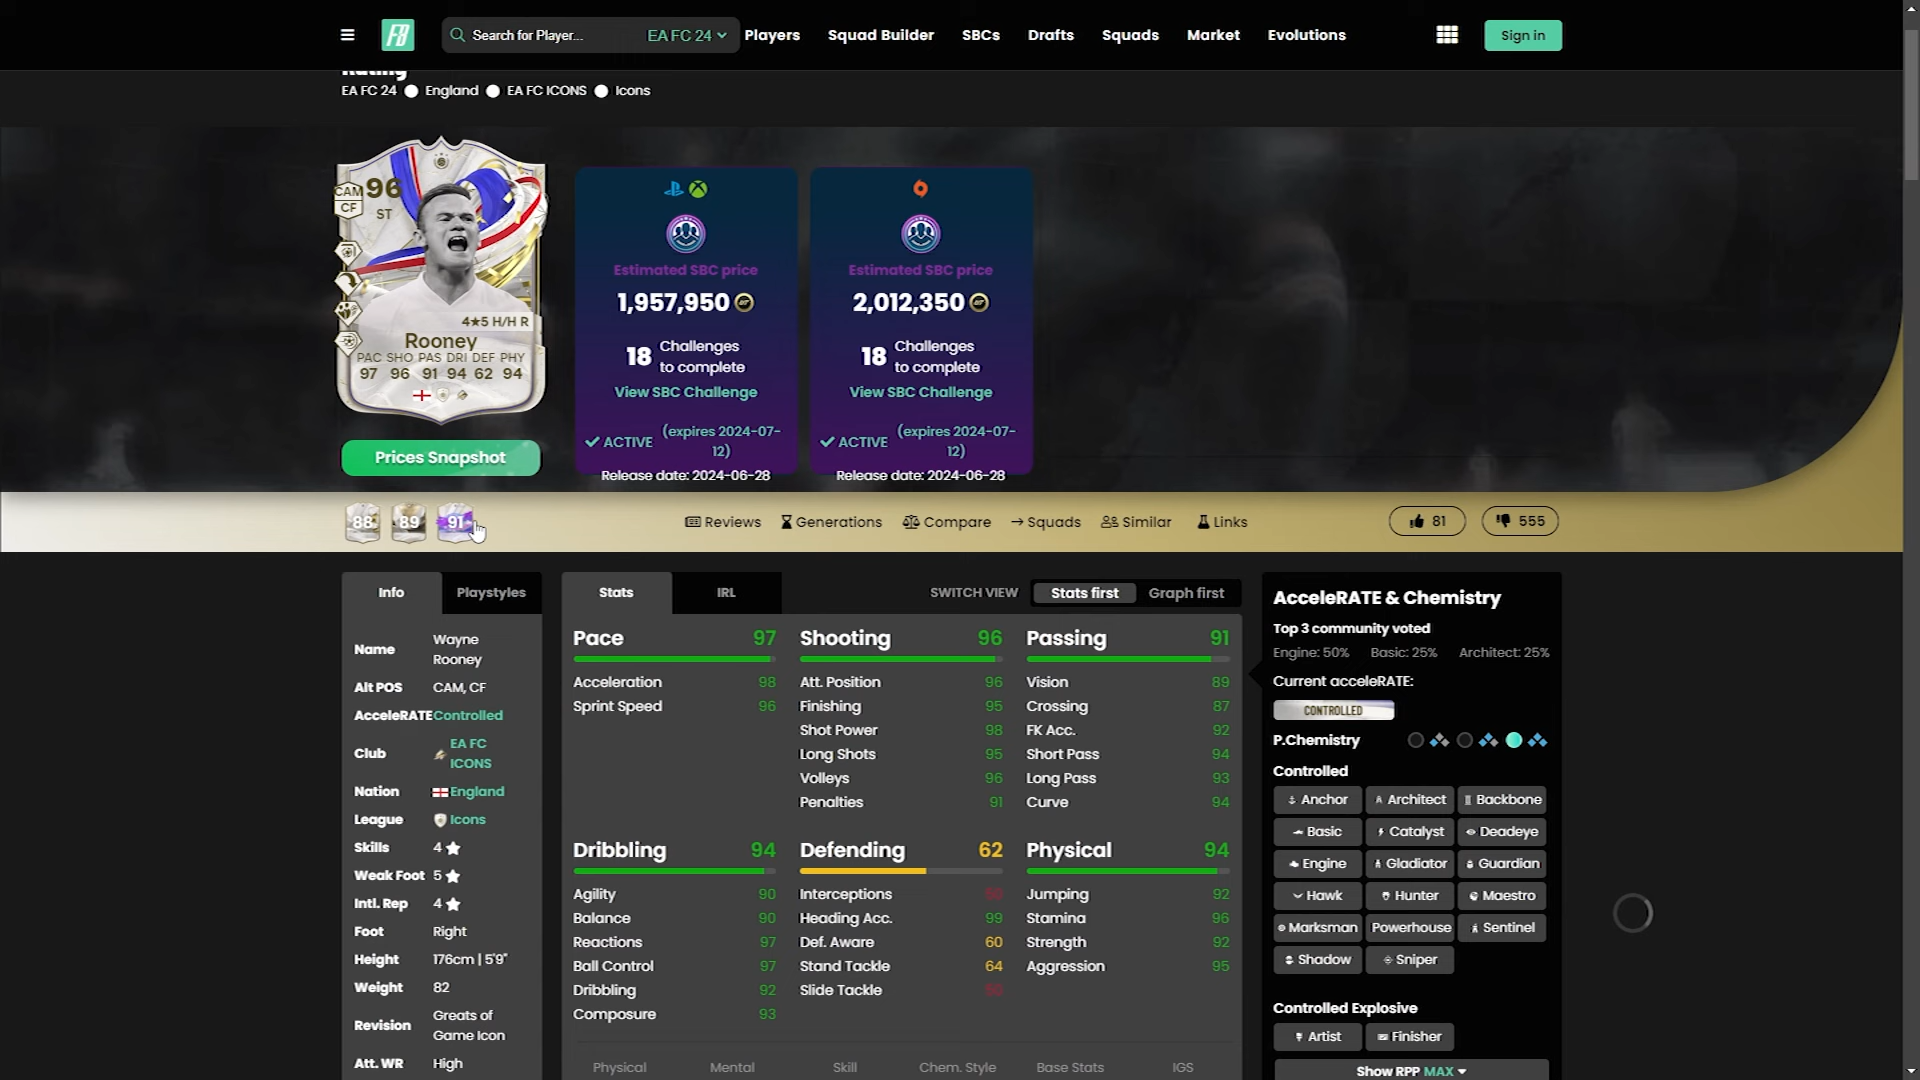 FB
Search for Player...
EA FC 24
Players
Squad Builder
SBCs
Drafts
Squads
Market
Evolutions
Sign in
Rating
EA FC 24
England
EA FC ICONS
Icons
96
CAM
CF
ST
4★5 H/H R
Rooney
PAC SHO PAS DRI DEF PHY
97 96 91 94 62 94
Prices Snapshot
Estimated SBC price
1,957,950
18 Challenges
to complete
View SBC Challenge
ACTIVE (expires 2024-07-
12)
Release date: 2024-06-28
Estimated SBC price
2,012,350
18 Challenges
to complete
View SBC Challenge
ACTIVE (expires 2024-07-
12)
Release date: 2024-06-28
88
89
91
Reviews
Generations
Compare
Squads
Similar
Links
81
555
Info
Playstyles
Name Wayne
Rooney
Alt POS CAM, CF
AcceleRATE Controlled
Club EA FC
ICONS
Nation England
League Icons
Skills 4
Weak Foot 5
Intl. Rep 4
Foot Right
Height 176cm | 5'9"
Weight 82
Revision Greats of
Game Icon
Att. WR High
Stats
IRL
SWITCH VIEW
Stats first
Graph first
Pace 97
Acceleration 98
Sprint Speed 96
Shooting 96
Att. Position 96
Finishing 95
Shot Power 98
Long Shots 95
Volleys 96
Penalties 91
Passing 91
Vision 89
Crossing 87
FK Acc. 92
Short Pass 94
Long Pass 93
Curve 94
Dribbling 94
Agility 90
Balance 90
Reactions 97
Ball Control 97
Dribbling 92
Composure 93
Defending 62
Interceptions
Heading Acc. 99
Def. Aware 60
Stand Tackle 64
Slide Tackle
Physical 94
Jumping 92
Stamina 96
Strength 92
Aggression 95
Physical
Mental
Skill
Chem. Style
Base Stats
IGS
AcceleRATE & Chemistry
Top 3 community voted
Engine: 50% Basic: 25% Architect: 25%
Current acceleRATE:
CONTROLLED
P.Chemistry
Controlled
Anchor
Architect
Backbone
Basic
Catalyst
Deadeye
Engine
Gladiator
Guardian
Hawk
Hunter
Maestro
Marksman
Powerhouse
Sentinel
Shadow
Sniper
Controlled Explosive
Artist
Finisher
Show RPP MAX